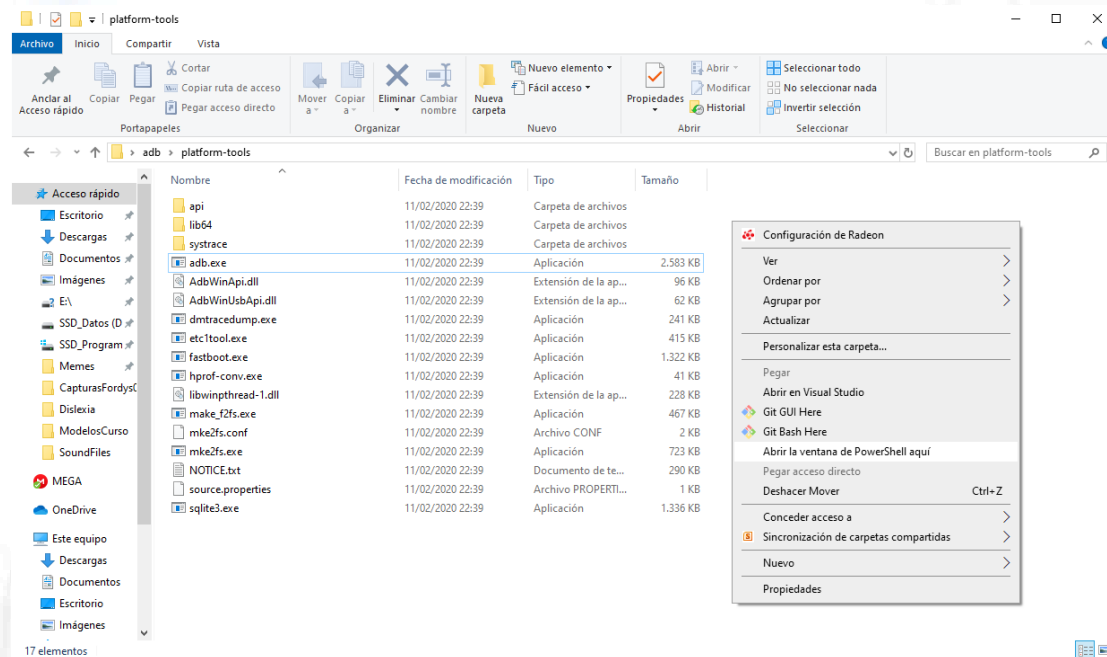 platform-tools
Archivo Inicio Compartir Vista
Anclar al Acceso rápido
Copiar
Pegar
Cortar
Copiar ruta de acceso
Pegar acceso directo
Portapapeles
Mover a
Copiar a
Eliminar
Cambiar nombre
Organizar
Nueva carpeta
Nuevo elemento
Fácil acceso
Nuevo
Propiedades
Abrir
Modificar
Historial
Abrir
Seleccionar todo
No seleccionar nada
Invertir selección
Seleccionar
> adb > platform-tools
Buscar en platform-tools
Acceso rápido
Escritorio
Descargas
Documentos
Imágenes
E:\
SSD_Datos (D
SSD_Program
Memes
CapturasFordysC
Dislexia
ModelosCurso
SoundFiles
MEGA
OneDrive
Este equipo
Descargas
Documentos
Escritorio
Imágenes
Nombre Fecha de modificación Tipo Tamaño
api 11/02/2020 22:39 Carpeta de archivos
lib64 11/02/2020 22:39 Carpeta de archivos
systrace 11/02/2020 22:39 Carpeta de archivos
adb.exe 11/02/2020 22:39 Aplicación 2.583 KB
AdbWinApi.dll 11/02/2020 22:39 Extensión de la ap... 96 KB
AdbWinUsbApi.dll 11/02/2020 22:39 Extensión de la ap... 62 KB
dmtracedump.exe 11/02/2020 22:39 Aplicación 241 KB
etc1tool.exe 11/02/2020 22:39 Aplicación 415 KB
fastboot.exe 11/02/2020 22:39 Aplicación 1.322 KB
hprof-conv.exe 11/02/2020 22:39 Aplicación 41 KB
libwinpthread-1.dll 11/02/2020 22:39 Extensión de la ap... 228 KB
make_f2fs.exe 11/02/2020 22:39 Aplicación 467 KB
mke2fs.conf 11/02/2020 22:39 Archivo CONF 2 KB
mke2fs.exe 11/02/2020 22:39 Aplicación 723 KB
NOTICE.txt 11/02/2020 22:39 Documento de te... 290 KB
source.properties 11/02/2020 22:39 Archivo PROPERTI... 1 KB
sqlite3.exe 11/02/2020 22:39 Aplicación 1.336 KB
Configuración de Radeon
Ver
Ordenar por
Agrupar por
Actualizar
Personalizar esta carpeta...
Pegar
Abrir en Visual Studio
Git GUI Here
Git Bash Here
Abrir la ventana de PowerShell aquí
Pegar acceso directo
Deshacer Mover Ctrl+Z
Conceder acceso a
Sincronización de carpetas compartidas
Nuevo
Propiedades
17 elementos